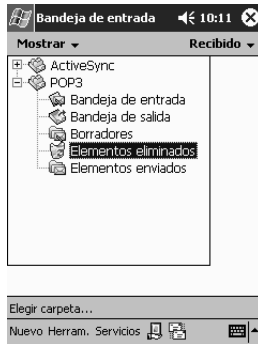 Bandeja de entrada 10:11
Mostrar Recibido
ActiveSync
POP3
Bandeja de entrada
Bandeja de salida
Borradores
Elementos eliminados
Elementos enviados
Elegir carpeta...
Nuevo Herram. Servicios